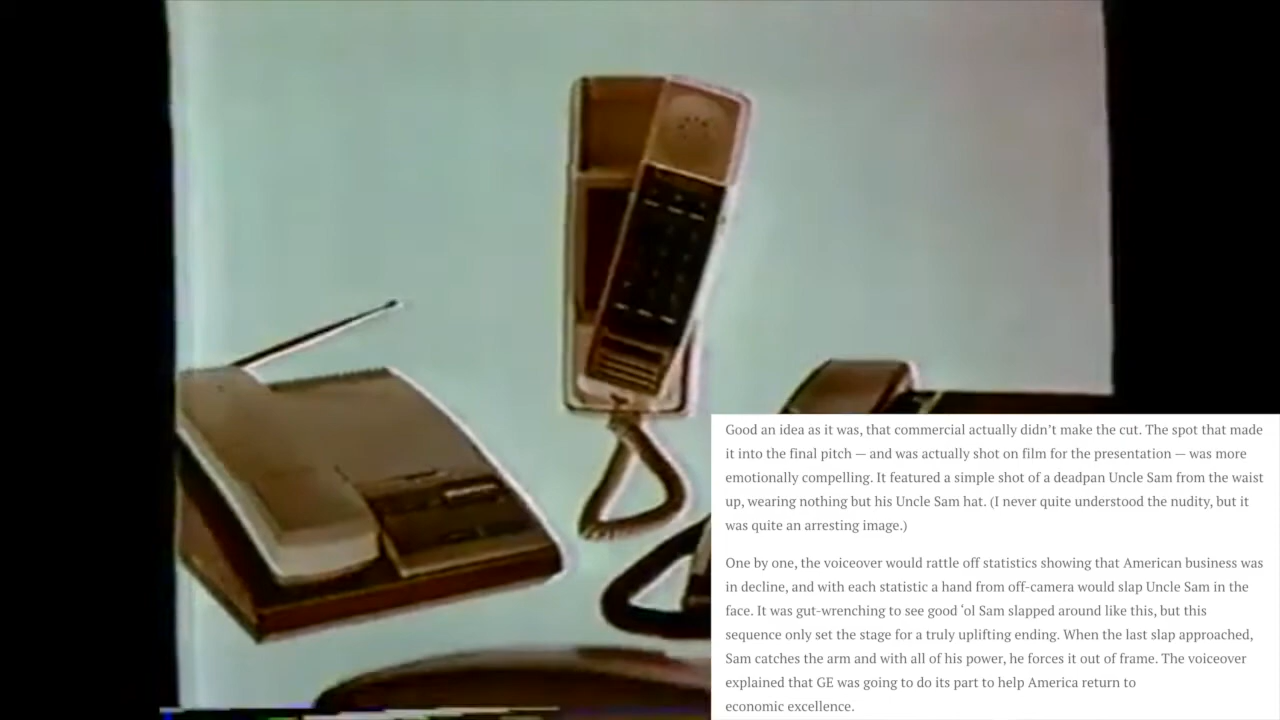 Good an idea as it was, that commercial actually didn’t make the cut. The spot that made
it into the final pitch — and was actually shot on film for the presentation — was more
emotionally compelling. It featured a simple shot of a deadpan Uncle Sam from the waist
up, wearing nothing but his Uncle Sam hat. (I never quite understood the nudity, but it
was quite an arresting image.)
One by one, the voiceover would rattle off statistics showing that American business was
in decline, and with each statistic a hand from off-camera would slap Uncle Sam in the
face. It was gut-wrenching to see good ‘ol Sam slapped around like this, but this
sequence only set the stage for a truly uplifting ending. When the last slap approached,
Sam catches the arm and with all of his power, he forces it out of frame. The voiceover
explained that GE was going to do its part to help America return to
economic excellence.